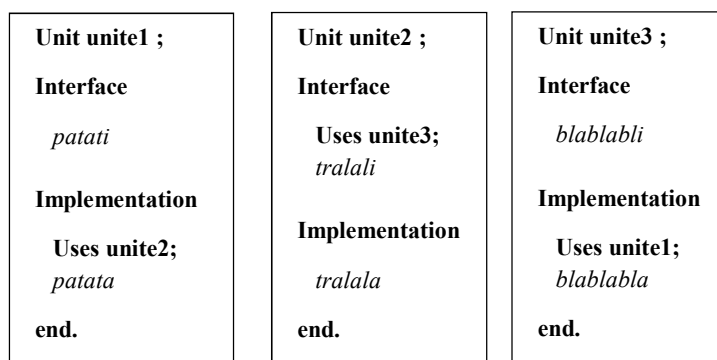 Unit unite1 ;
Interface
patati
Implementation
Uses unite2;
patata
end.
Unit unite2 ;
Interface
Uses unite3;
tralali
Implementation
tralala
end.
Unit unite3 ;
Interface
blablabli
Implementation
Uses unite1;
blablabla
end.